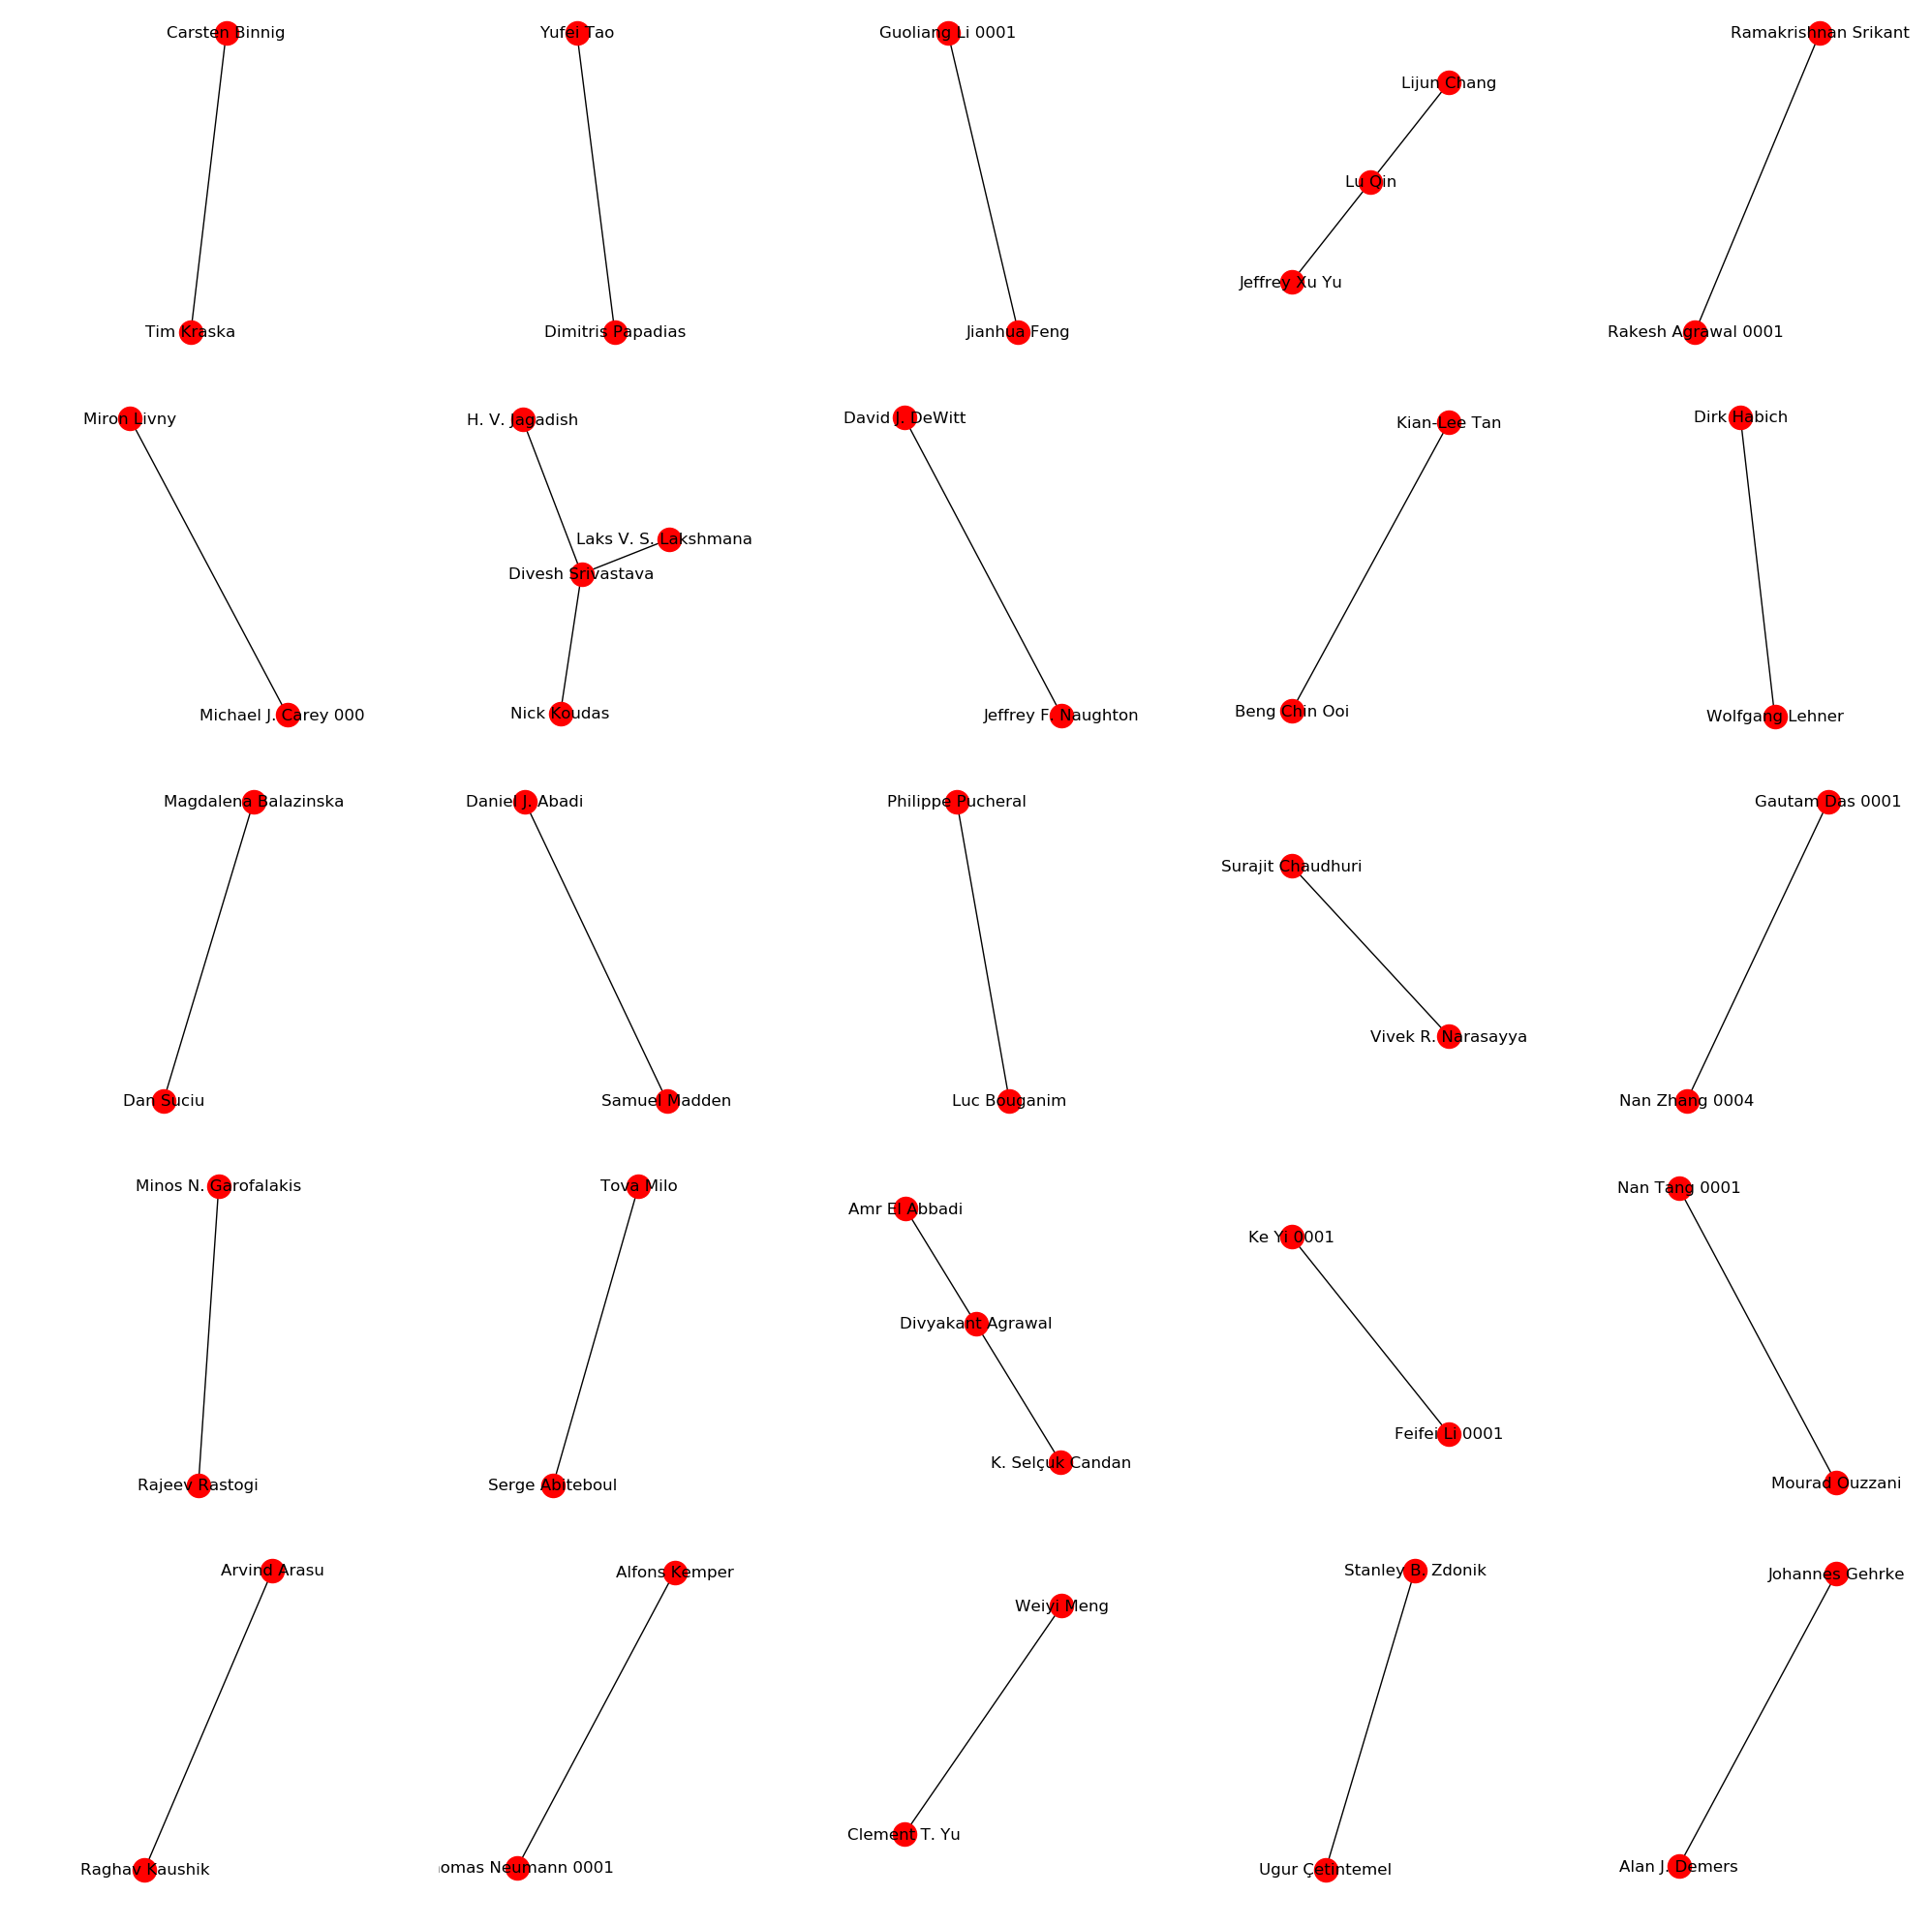 Carsten Binnig
Tim Kraska
Yufei Tao
Dimitris Papadias
Guoliang Li 0001
Jianhua Feng
Lijun Chang
Lu Qin
Jeffrey Xu Yu
Ramakrishnan Srikant
Rakesh Agrawal 0001
Miron Livny
Michael J. Carey 000
H. V. Jagadish
Laks V. S. Lakshmana
Divesh Srivastava
Nick Koudas
David J. DeWitt
Jeffrey F. Naughton
Kian-Lee Tan
Beng Chin Ooi
Dirk Habich
Wolfgang Lehner
Magdalena Balazinska
Dan Suciu
Daniel J. Abadi
Samuel Madden
Philippe Pucheral
Luc Bouganim
Surajit Chaudhuri
Vivek R. Narasayya
Gautam Das 0001
Nan Zhang 0004
Minos N. Garofalakis
Rajeev Rastogi
Tova Milo
Serge Abiteboul
Amr El Abbadi
Divyakant Agrawal
K. Selçuk Candan
Ke Yi 0001
Feifei Li 0001
Nan Tang 0001
Mourad Ouzzani
Arvind Arasu
Raghav Kaushik
Alfons Kemper
omas Neumann 0001
Weiyi Meng
Clement T. Yu
Stanley B. Zdonik
Ugur Çetintemel
Johannes Gehrke
Alan J. Demers